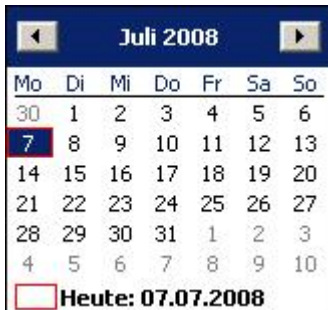 Juli 2008
Mo Di Mi Do Fr Sa So
30 1 2 3 4 5 6
7 8 9 10 11 12 13
14 15 16 17 18 19 20
21 22 23 24 25 26 27
28 29 30 31 1 2 3
4 5 6 7 8 9 10
Heute: 07.07.2008